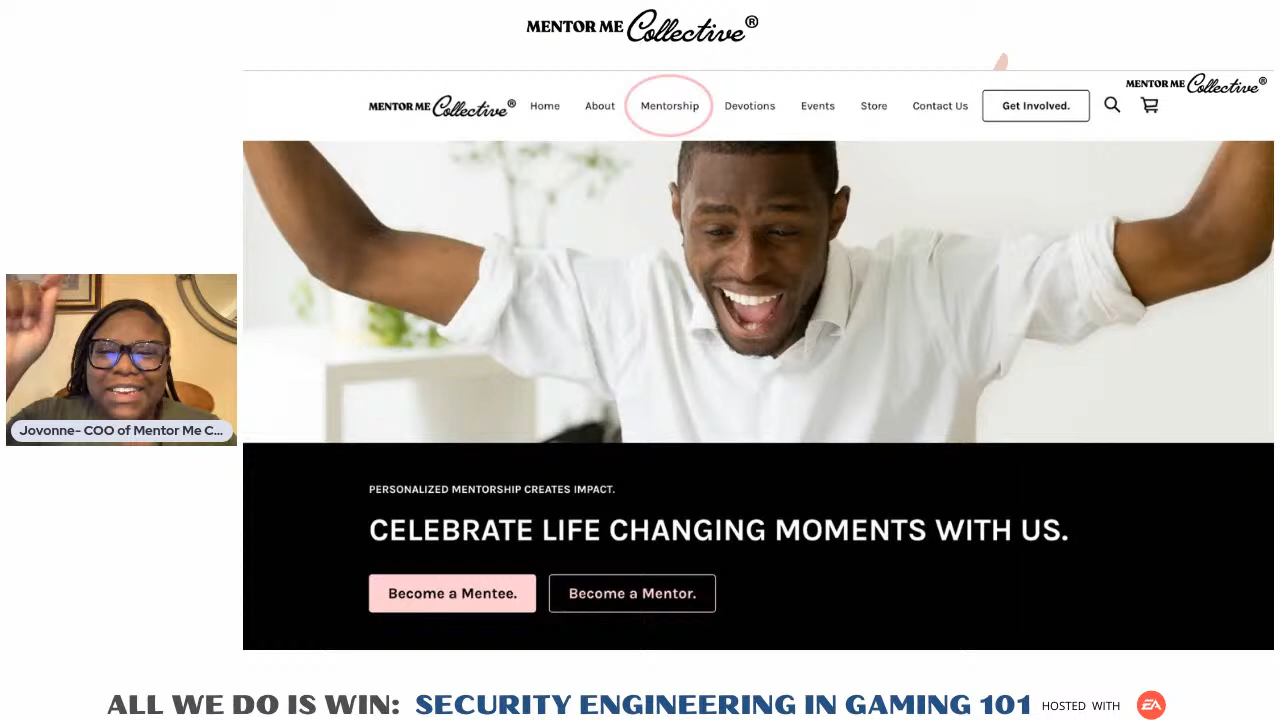 MENTOR ME Collective®
MENTOR ME Collective®
MENTOR ME Collective® Home About Mentorship Devotions Events Store Contact Us Get Involved.
Jovonne- COO of Mentor Me C...
PERSONALIZED MENTORSHIP CREATES IMPACT.
CELEBRATE LIFE CHANGING MOMENTS WITH US.
Become a Mentee. Become a Mentor.
ALL WE DO IS WIN: SECURITY ENGINEERING IN GAMING 101 HOSTED WITH EA